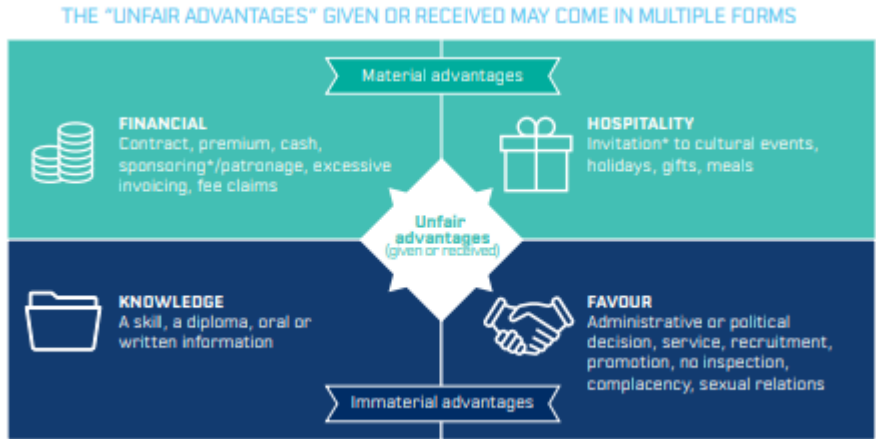 THE “UNFAIR ADVANTAGES” GIVEN OR RECEIVED MAY COME IN MULTIPLE FORMS
Material advantages
FINANCIAL
Contract, premium, cash,
sponsoring*/patronage, excessive
invoicing, fee claims
HOSPITALITY
Invitation* to cultural events,
holidays, gifts, meals
Unfair
advantages
(given or received)
KNOWLEDGE
A skill, a diploma, oral or
written information
FAVOUR
Administrative or political
decision, service, recruitment,
promotion, no inspection,
complacency, sexual relations
Immaterial advantages